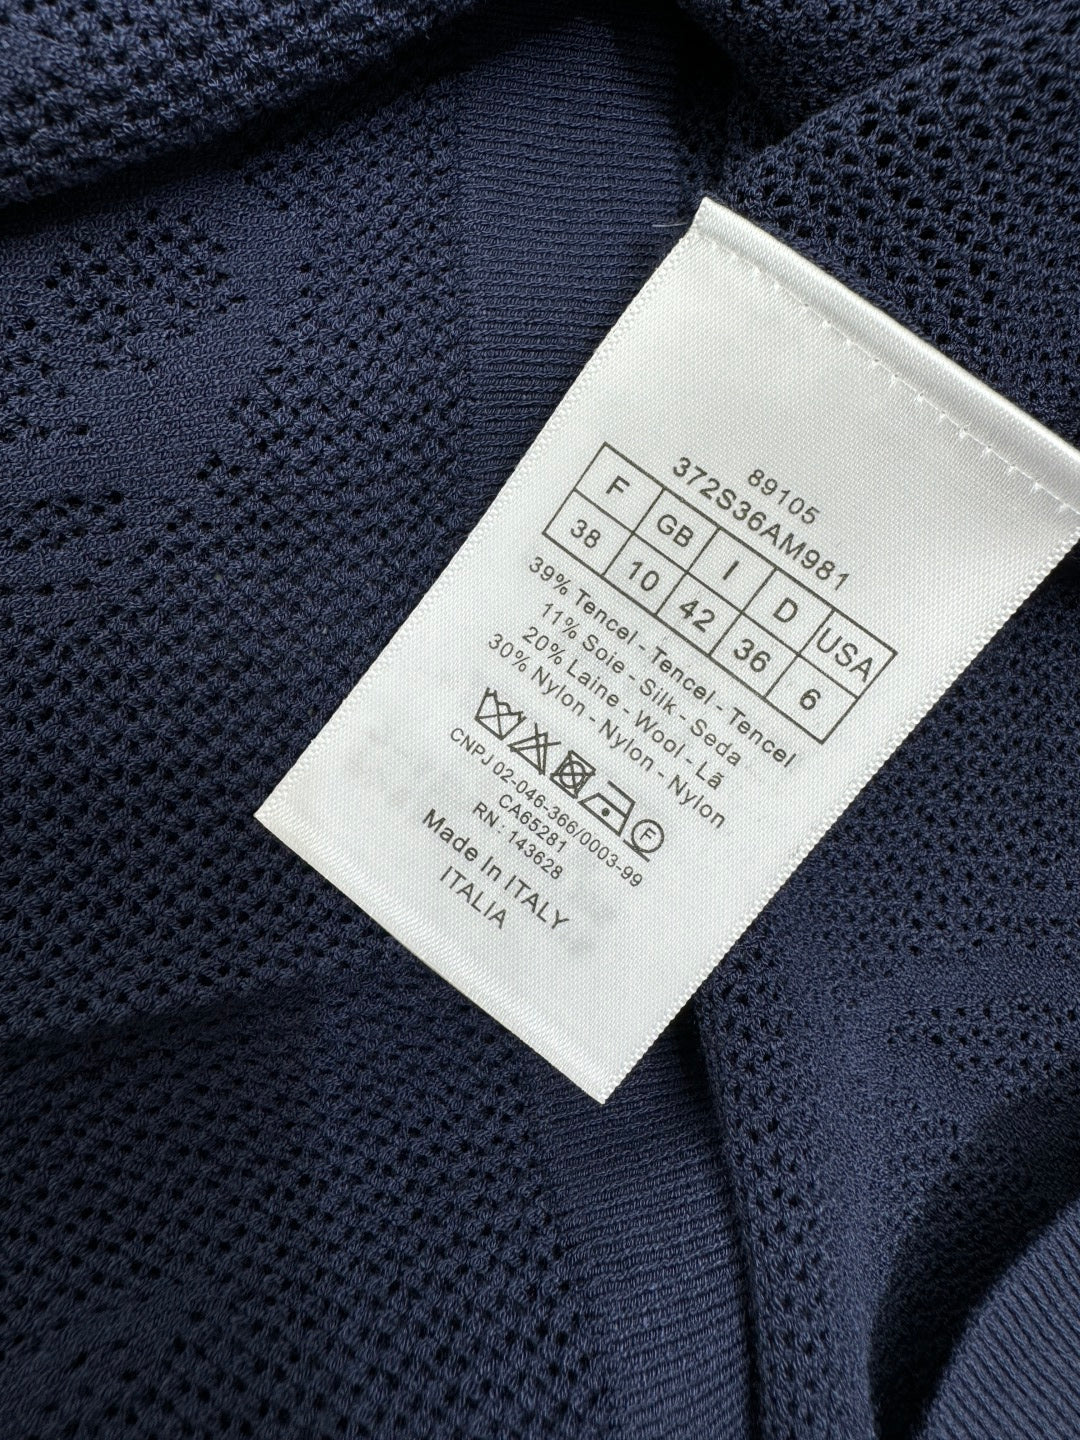 89105
372S36AM981
F GB I D USA
38 10 42 36 6
39% Tencel - Tencel - Tencel
11% Soie - Silk - Seda
20% Laine - Wool - Lã
30% Nylon - Nylon - Nylon
F
CNPJ 02-046-366/0003-99
CA65281
RN : 143628
Made In ITALY
ITALIA